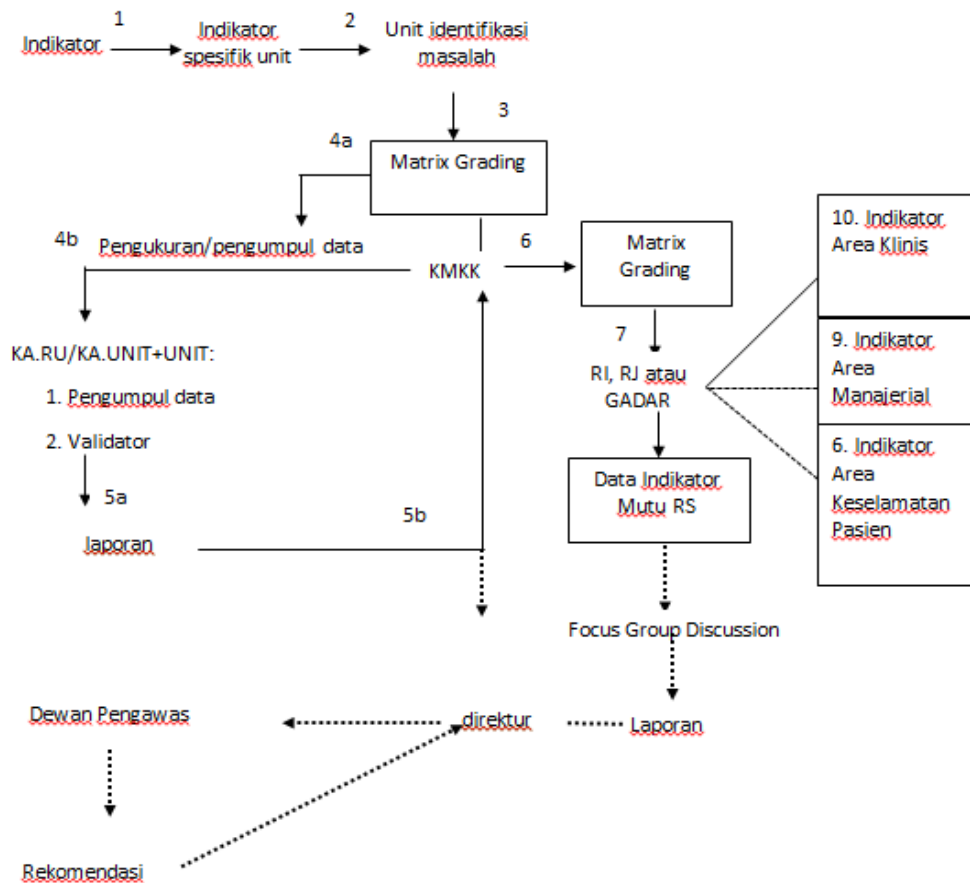 1
2
Indikator
Indikator
spesifik unit
Unit identifikasi
masalah
3
4a
Matrix Grading
4b
Pengukuran/pengumpul data
KMKK
6
Matrix
Grading
10. Indikator
Area Klinis
7
KA.RU/KA.UNIT+UNIT:
1. Pengumpul data
2. Validator
RI, RJ atau
GADAR
9. Indikator
Area
Manajerial
5a
laporan
5b
Data Indikator
Mutu RS
6. Indikator
Area
Keselamatan
Pasien
Focus Group Discussion
Dewan Pengawas
direktur
Laporan
Rekomendasi